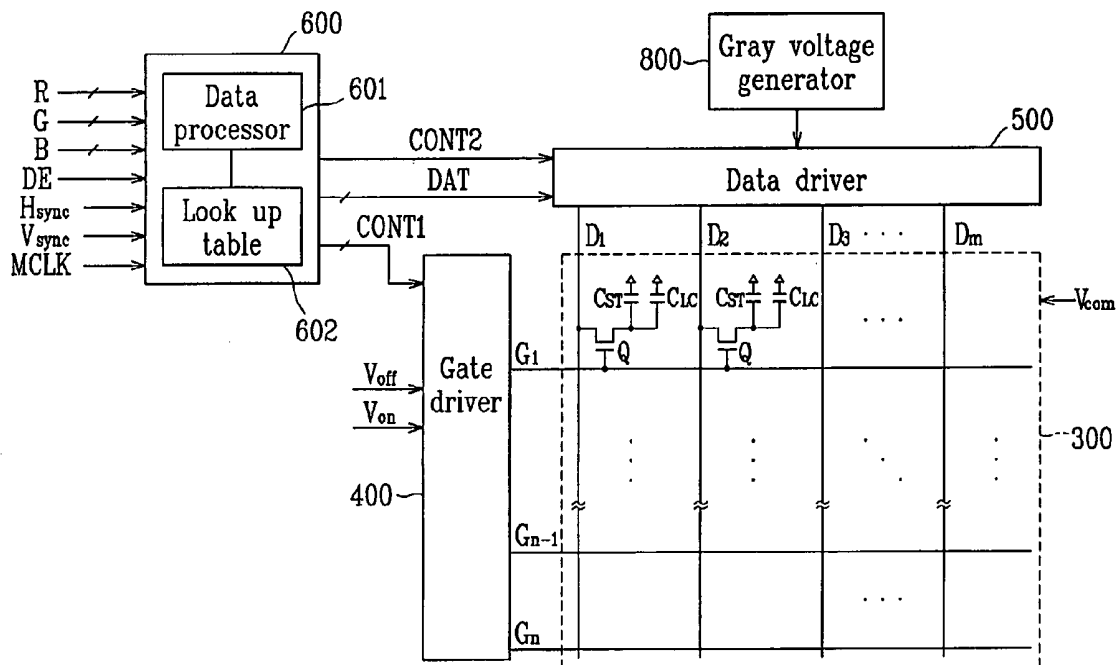 600
Gray voltage
generator
800
R
G
B
DE
Hsync
Vsync
MCLK
Data
processor
601
Look up
table
602
CONT2
DAT
CONT1
500
Data driver
D1
D2
D3
· · ·
Dm
CST
CLC
CST
CLC
Vcom
Q
Q
G1
Gate
driver
Voff
Von
400
300
Gn-1
Gn